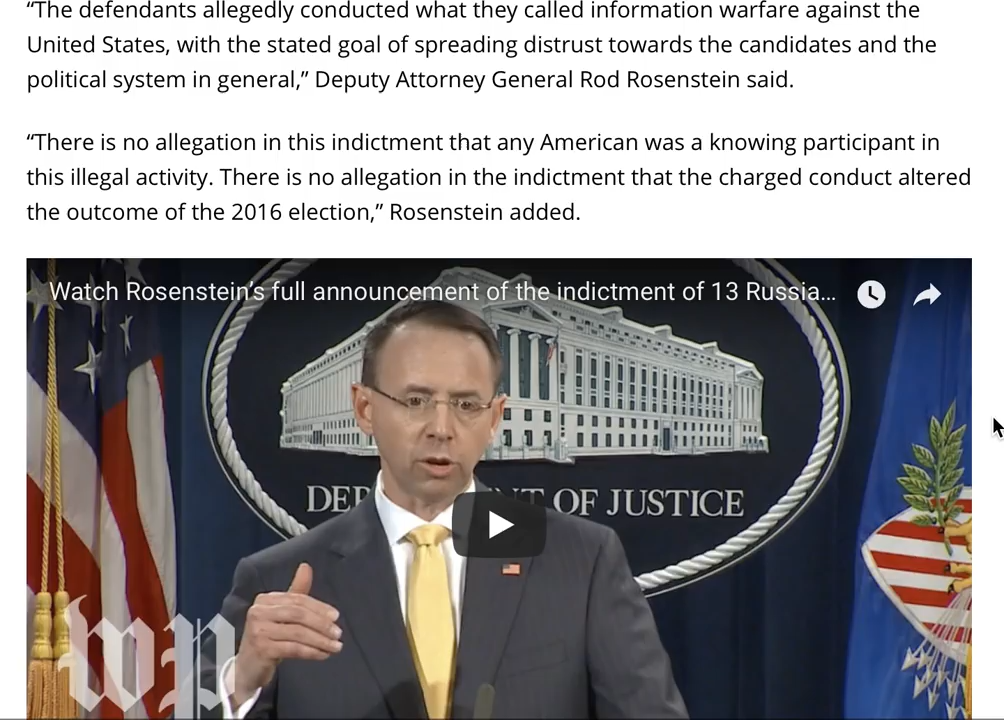 “The defendants allegedly conducted what they called information warfare against the
United States, with the stated goal of spreading distrust towards the candidates and the
political system in general,” Deputy Attorney General Rod Rosenstein said.
“There is no allegation in this indictment that any American was a knowing participant in
this illegal activity. There is no allegation in the indictment that the charged conduct altered
the outcome of the 2016 election,” Rosenstein added.
Watch Rosenstein’s full announcement of the indictment of 13 Russia...
DEP NT OF JUSTICE
wp